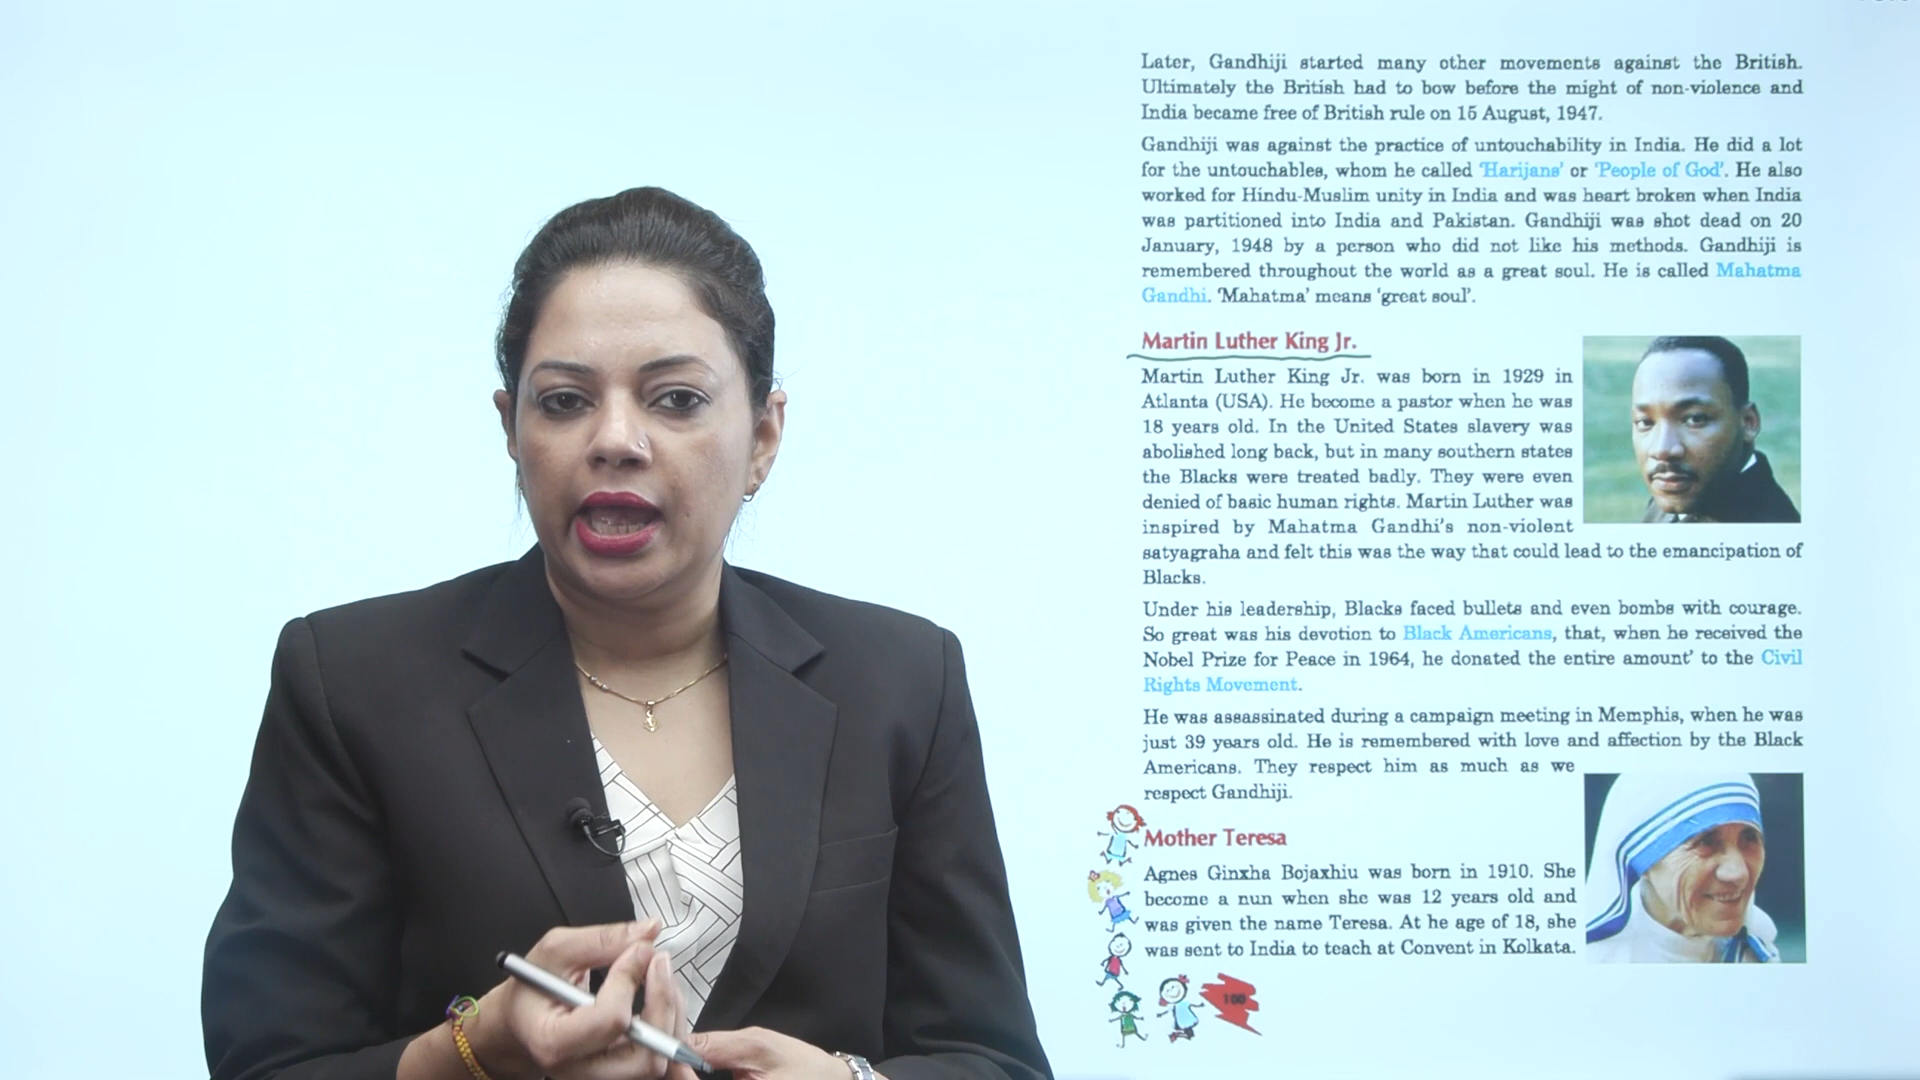 Later, Gandhiji started many other movements against the British.
Ultimately the British had to bow before the might of non-violence and
India became free of British rule on 15 August, 1947.
Gandhiji was against the practice of untouchability in India. He did a lot
for the untouchables, whom he called 'Harijans' or 'People of God'. He also
worked for Hindu-Muslim unity in India and was heart broken when India
was partitioned into India and Pakistan. Gandhiji was shot dead on 20
January, 1948 by a person who did not like his methods. Gandhiji is
remembered throughout the world as a great soul. He is called Mahatma
Gandhi. 'Mahatma' means 'great soul'.
Martin Luther King Jr.
Martin Luther King Jr. was born in 1929 in
Atlanta (USA). He become a pastor when he was
18 years old. In the United States slavery was
abolished long back, but in many southern states
the Blacks were treated badly. They were even
denied of basic human rights. Martin Luther was
inspired by Mahatma Gandhi's non-violent
satyagraha and felt this was the way that could lead to the emancipation of
Blacks.
Under his leadership, Blacks faced bullets and even bombs with courage.
So great was his devotion to Black Americans, that, when he received the
Nobel Prize for Peace in 1964, he donated the entire amount' to the Civil
Rights Movement.
He was assassinated during a campaign meeting in Memphis, when he was
just 39 years old. He is remembered with love and affection by the Black
Americans. They respect him as much as we
respect Gandhiji.
Mother Teresa
Agnes Ginxha Bojaxhiu was born in 1910. She
become a nun when she was 12 years old and
was given the name Teresa. At he age of 18, she
was sent to India to teach at Convent in Kolkata.
100